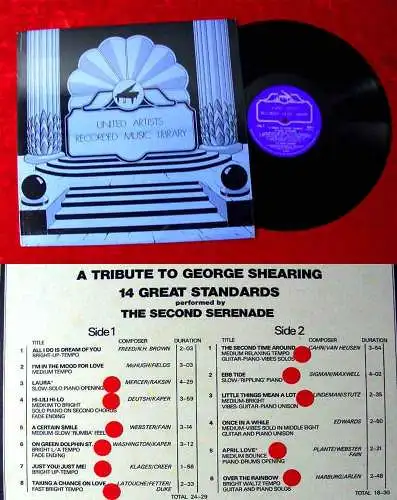 UNITED ARTISTS
RECORDED MUSIC LIBRARY
A TRIBUTE TO GEORGE SHEARING
14 GREAT STANDARDS
performed by
THE SECOND SERENADE
Side 1
TITLE COMPOSER DURATION
1 ALL I DO IS DREAM OF YOU FREED/N.H. BROWN 2-03
BRIGHT-UP-TEMPO
2 I'M IN THE MOOD FOR LOVE McHUGH/FIELDS 3-03
MEDIUM TEMPO
3 LAURA' MERCER/RAKSIN 4-29
SLOW-SOLO PIANO OPENING
4 HI-LILI HI-LO DEUTSH/KAPER 3-59
MEDIUM TO BRIGHT
SOLO PIANO ON SECOND CHORUS
FADE ENDING
5 A CERTAIN SMILE WEBSTER/FAIN 3-14
MEDIUM SLOW 'RUMBA' FEEL
6 ON GREEN DOLPHIN ST. WASHINGTON/KAPER 3-12
BRIGHT L/A TEMPO
FADE ENDING
7 JUST YOU JUST ME KLAGES/CREER 1-58
BRIGHT UP TEMPO
8 TAKING A CHANCE ON LOVE LATOUCHE/FETTER/ 2-33
FAST BRIGHT TEMPO DUKE
TOTAL 24-29
Side 2
TITLE COMPOSER DURATION
1 THE SECOND TIME AROUND CAHN/VAN HEUSEN 3-54
MEDIUM RELAXING TEMPO
GUITAR-PIANO-VIBES SOLOS
2 EBB TIDE SIGMAN/MAXWELL 4-02
SLOW-'RIPPLING' PIANO
3 LITTLE THINGS MEAN A LOT LINDEMAN/STUTZ 2-35
MEDIUM-BRIGHT
VIBES-GUITAR-PIANO UNISON
4 ONCE IN A WHILE EDWARDS 2-50
MEDIUM-VIBES SOLO IN MIDDLE EIGHT
GUITAR AND PIANO UNISON
5 APRIL LOVE' PLANTE/WEBSTER 2-31
MEDIUM BOUNCE FAIN
PIANO/DRUMS OPENING
6 OVER THE RAINBOW HARBURG/ARLEN 2-48
BRIGHT WALTZ TEMPO
GUITAR AND PIANO SOLOS
TOTAL 18-30